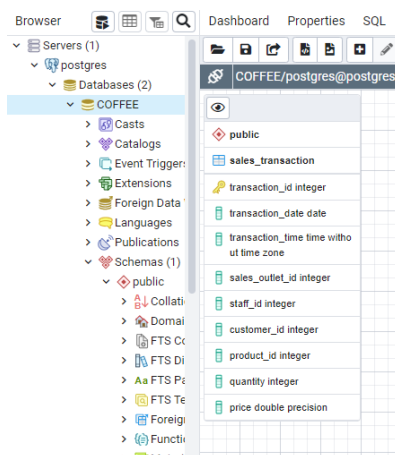 Browser
Dashboard Properties SQL
Servers (1)
postgres
Databases (2)
COFFEE
Casts
Catalogs
Event Triggers
Extensions
Foreign Data
Languages
Publications
Schemas (1)
public
Collati
Domai
FTS Co
FTS Di
Aa FTS Pa
FTS Te
Foreig
Functi
COFFEE/postgres@postgres
public
sales_transaction
transaction_id integer
transaction_date date
transaction_time time witho
ut time zone
sales_outlet_id integer
staff_id integer
customer_id integer
product_id integer
quantity integer
price double precision